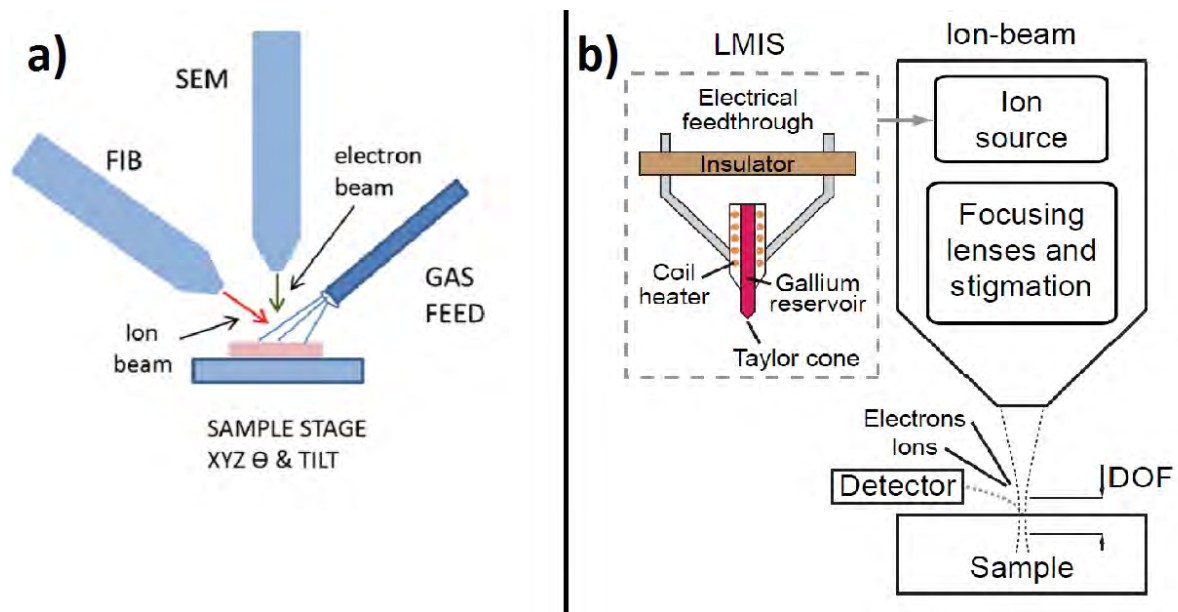 a)
SEM
FIB
electron
beam
GAS
FEED
Ion
beam
SAMPLE STAGE
XYZ Θ & TILT
b)
LMIS
Electrical
feedthrough
Insulator
Coil
heater
Gallium
reservoir
Taylor cone
Ion-beam
Ion
source
Focusing
lenses and
stigmation
Electrons
Ions
Detector
DOF
Sample